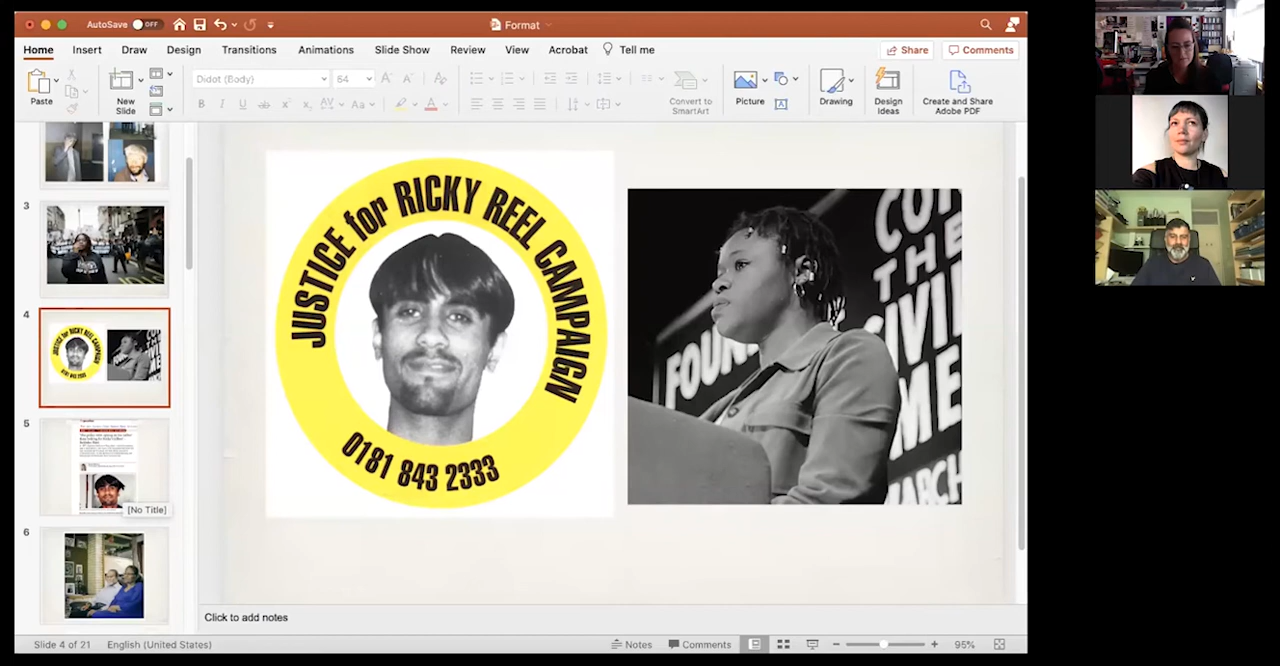 AutoSave OFF
Format
Home Insert Draw Design Transitions Animations Slide Show Review View Acrobat Tell me
Share Comments
Paste
New Slide
Didot (Body) 64
Convert to SmartArt
Picture
Drawing
Design Ideas
Create and Share Adobe PDF
3
4
5
[No Title]
6
JUSTICE for RICKY REEL CAMPAIGN
0181 843 2333
THE
MARCH
Click to add notes
Slide 4 of 21 English (United States)
Notes Comments 95%